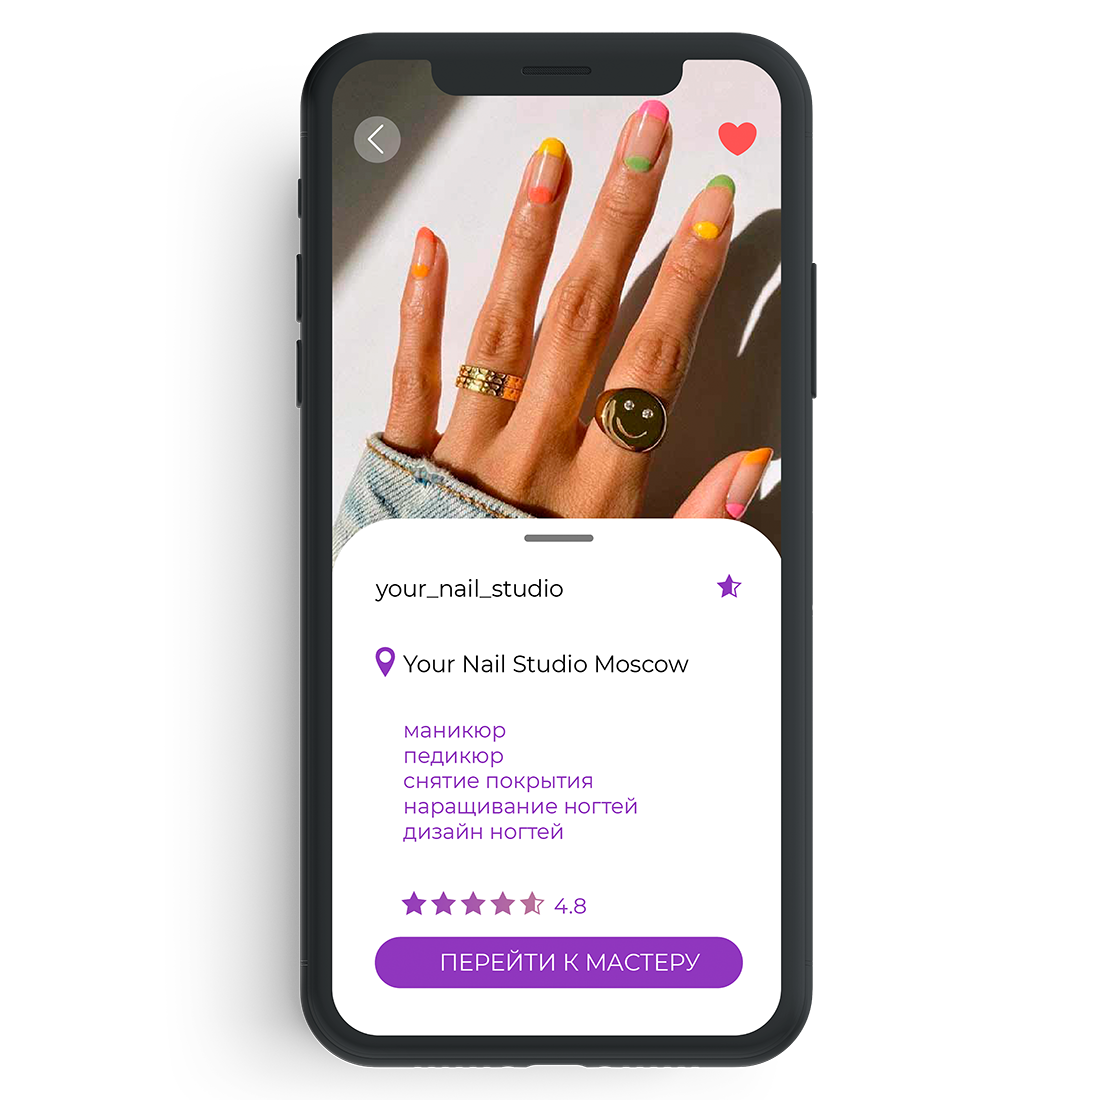 your_nail_studio
Your Nail Studio Moscow
маникюр
педикюр
снятие покрытия
наращивание ногтей
дизайн ногтей
4.8
ПЕРЕЙТИ К МАСТЕРУ